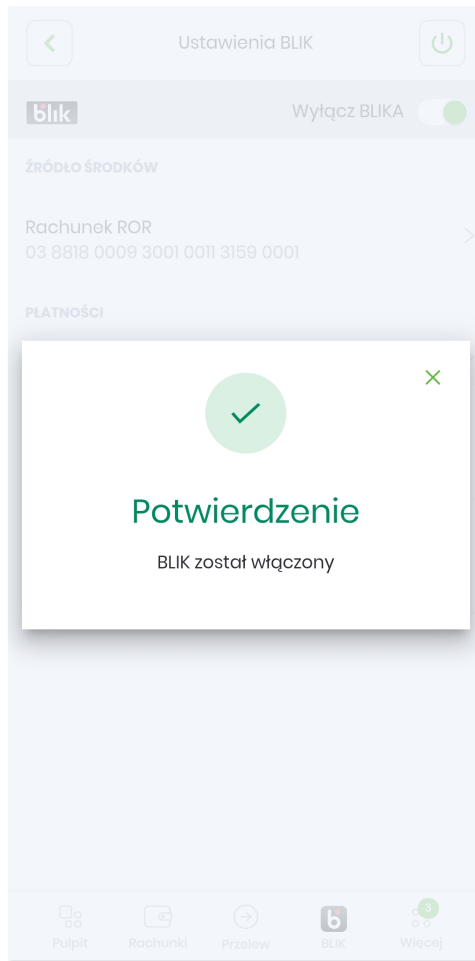 Ustawienia BLIK
blik
Wyłącz BLIKA
ŹRÓDŁO ŚRODKÓW
Rachunek ROR
03 8818 0009 3001 0011 3159 0001
PŁATNOŚCI
Potwierdzenie
BLIK został włączony
3
Pulpit
Rachunki
Przelew
BLIK
Więcej